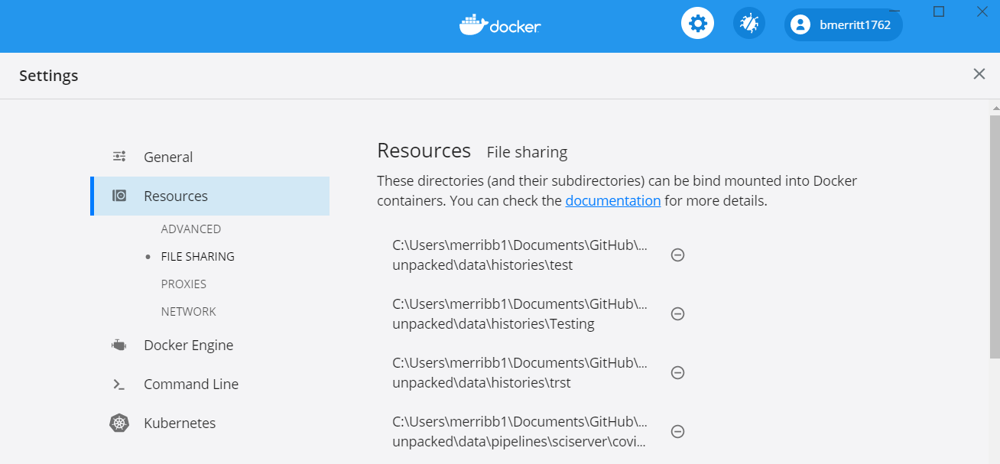 docker
bmerritt1762
Settings
General
Resources
ADVANCED
FILE SHARING
PROXIES
NETWORK
Docker Engine
Command Line
Kubernetes
Resources File sharing
These directories (and their subdirectories) can be bind mounted into Docker
containers. You can check the documentation for more details.
C:\Users\merribb1\Documents\GitHub\...
unpacked\data\histories\test
C:\Users\merribb1\Documents\GitHub\...
unpacked\data\histories\Testing
C:\Users\merribb1\Documents\GitHub\...
unpacked\data\histories\trst
C:\Users\merribb1\Documents\GitHub\...
unpacked\data\pipelines\sciserver\covi...